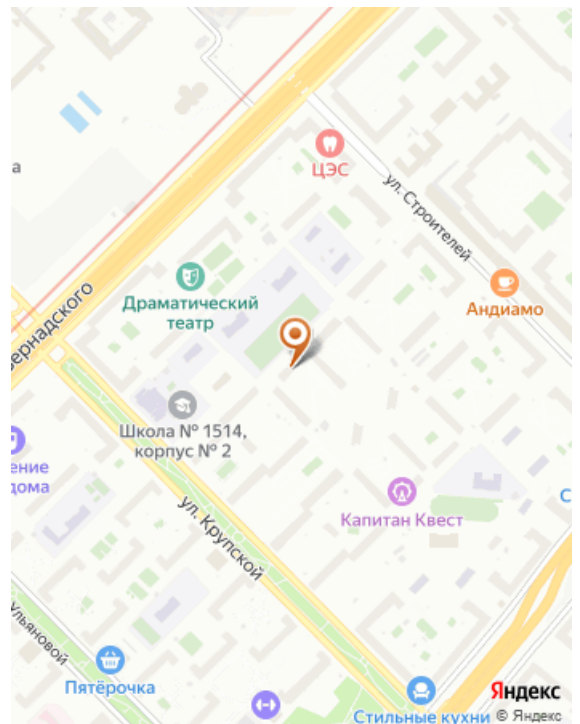 ЦЭС
ул. Строителей
а
Драматический
театр
Андиамо
Вернадского
Школа № 1514,
корпус № 2
ение
дома
Капитан Квест
С
ул. Крупской
Ульяновой
Пятёрочка
Стильные кухни
Яндекс
© Яндекс